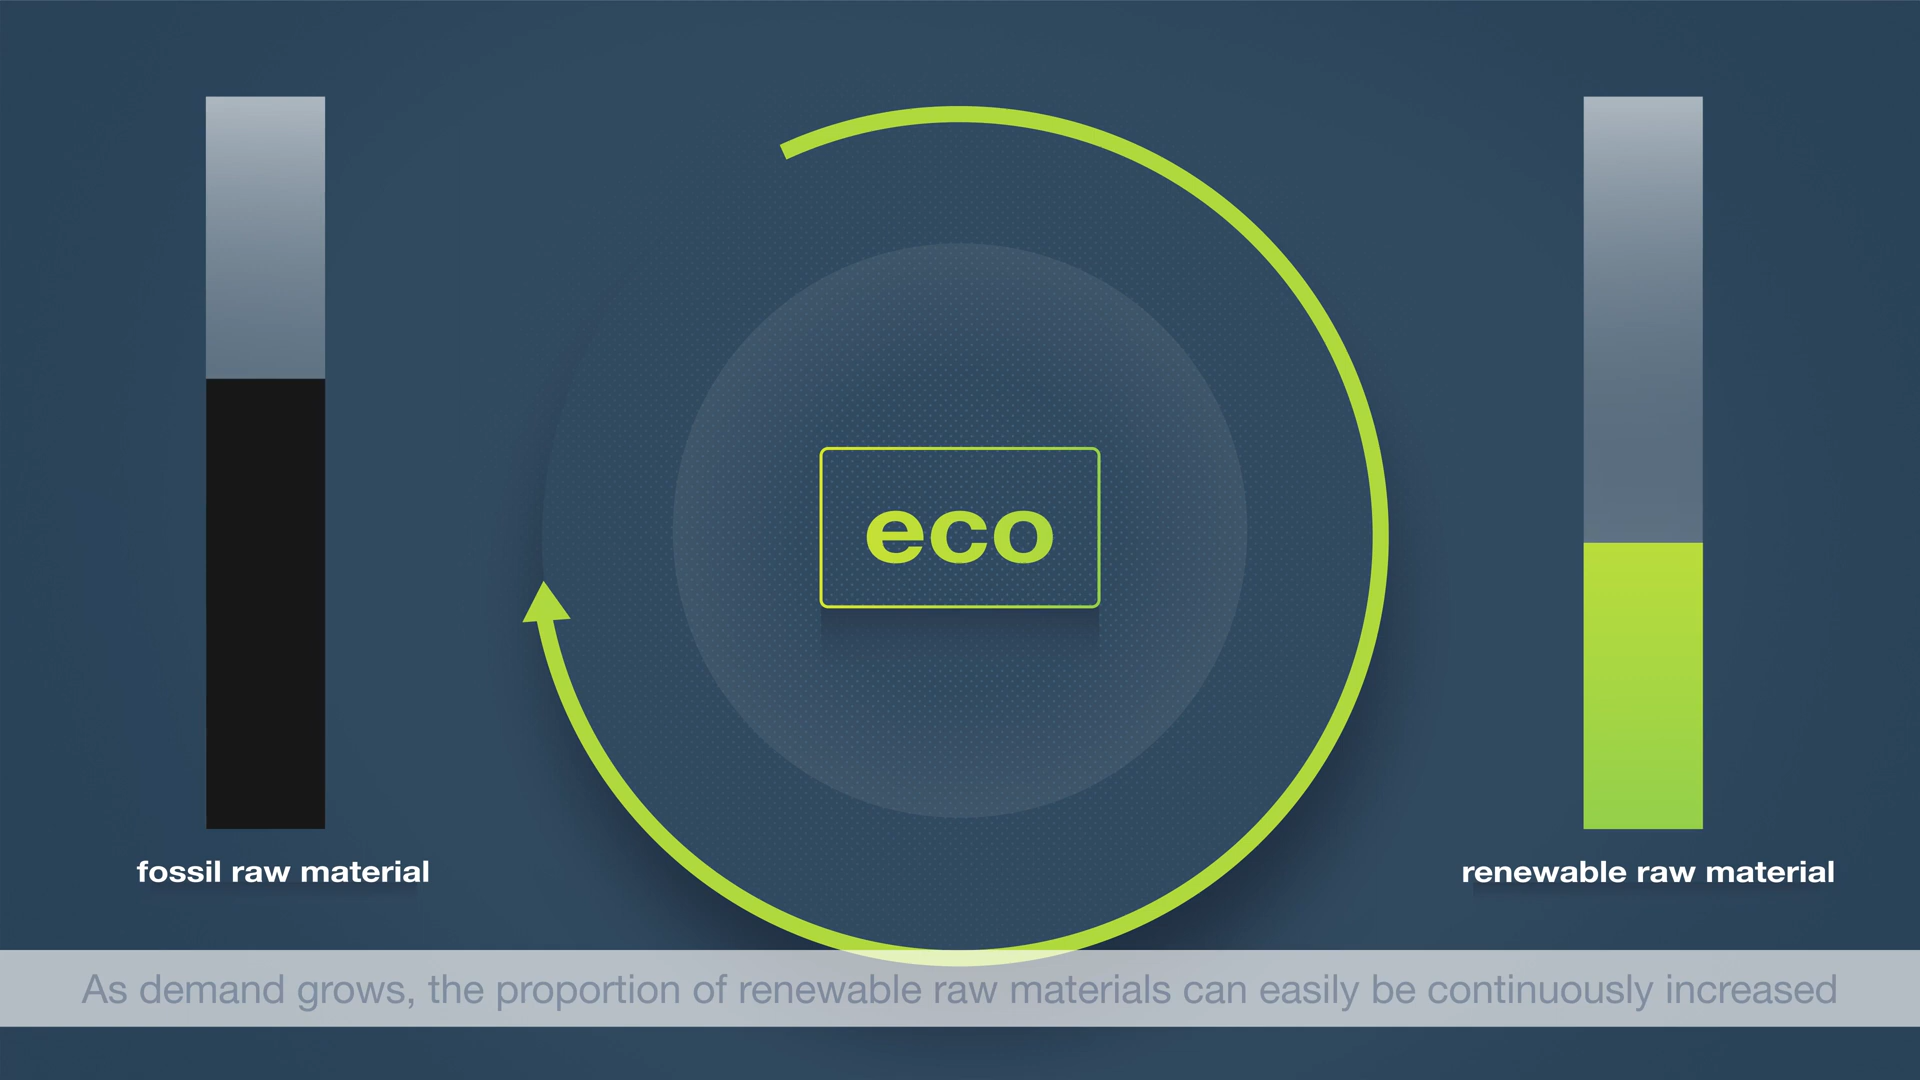 eco
fossil raw material
renewable raw material
As demand grows, the proportion of renewable raw materials can easily be continuously increased